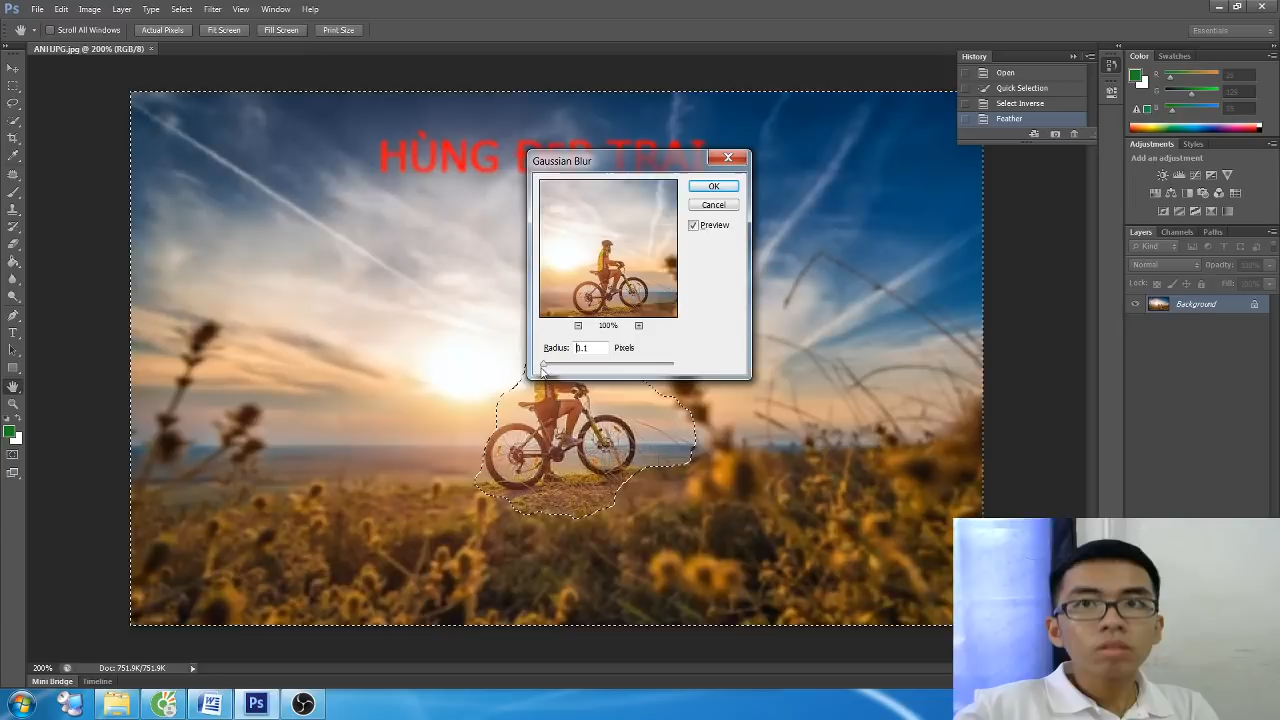 Ps File Edit Image Layer Type Select Filter View Window Help
Scroll All Windows Actual Pixels Fit Screen Fill Screen Print Size Essentials
ANH.JPG.jpg @ 200% (RGB/8)
History
Open
Quick Selection
Select Inverse
Feather
Color Swatches
R
G
B
Adjustments Styles
Add an adjustment
Layers Channels Paths
Kind
Normal Opacity:
Lock: Fill:
Background
HÙNG TRAI
Gaussian Blur
OK
Cancel
Preview
100%
Radius: 0.1 Pixels
200% Doc: 751.9K/751.9K
Mini Bridge Timeline
W Ps